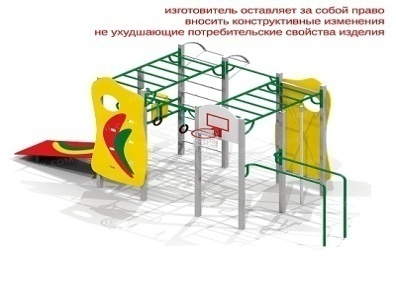 изготовитель оставляет за собой право
вносить конструктивные изменения
не ухудшающие потребительские свойства изделия